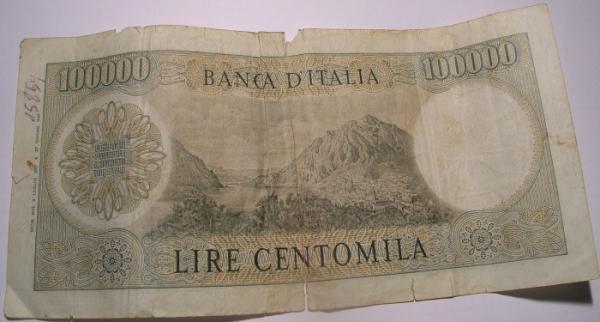 100000 BANCA D'ITALIA 100000
LIRE CENTOMILA